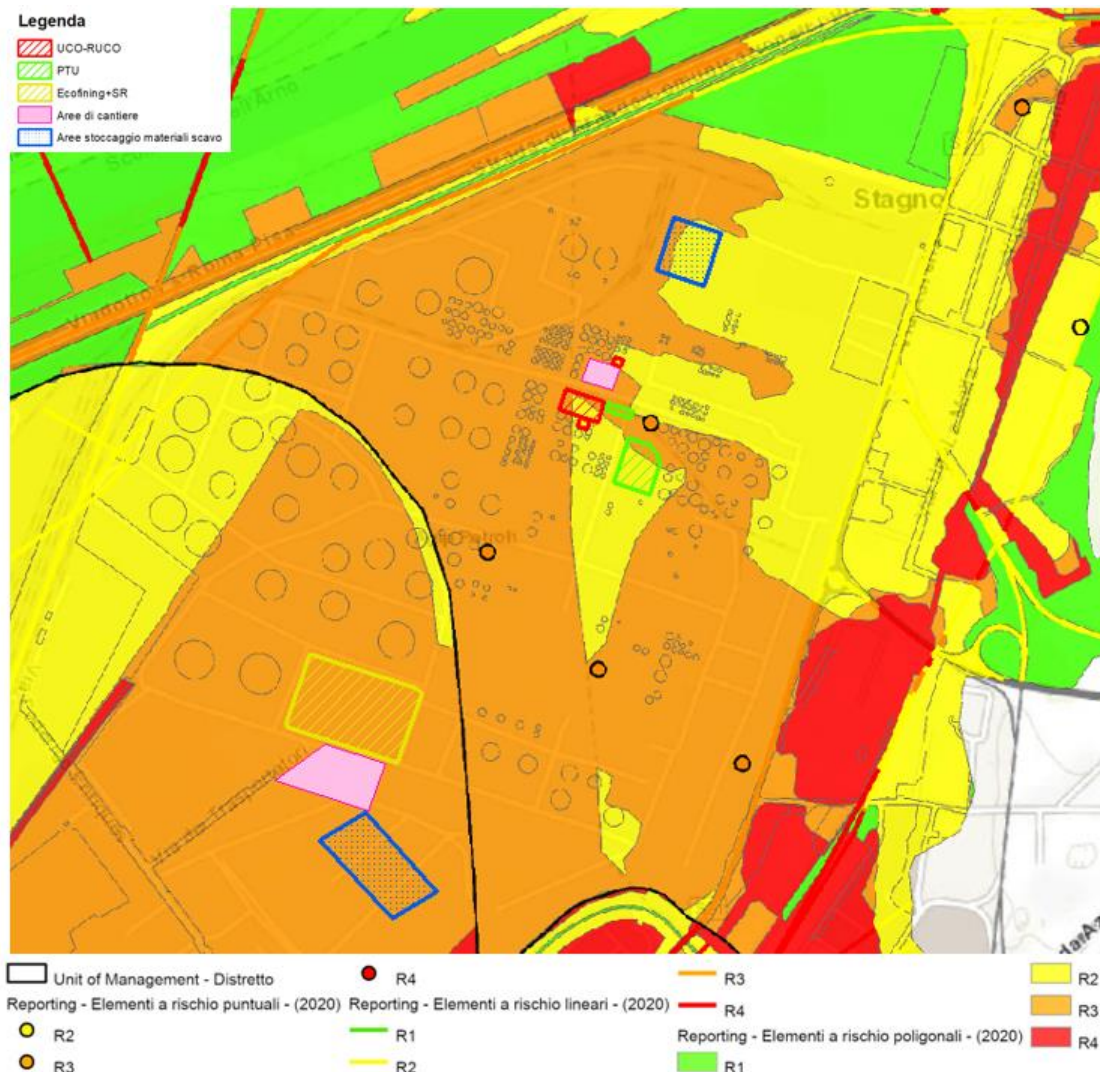 Legenda
UCO-RUCO
PTU
Ecofining+SR
Aree di cantiere
Aree stoccaggio materiali scavo
Stagno
Unit of Management - Distretto
Reporting - Elementi a rischio puntuali - (2020)
R2
R3
R4
Reporting - Elementi a rischio lineari - (2020)
R1
R2
R3
R4
Reporting - Elementi a rischio poligonali - (2020)
R1
R2
R3
R4